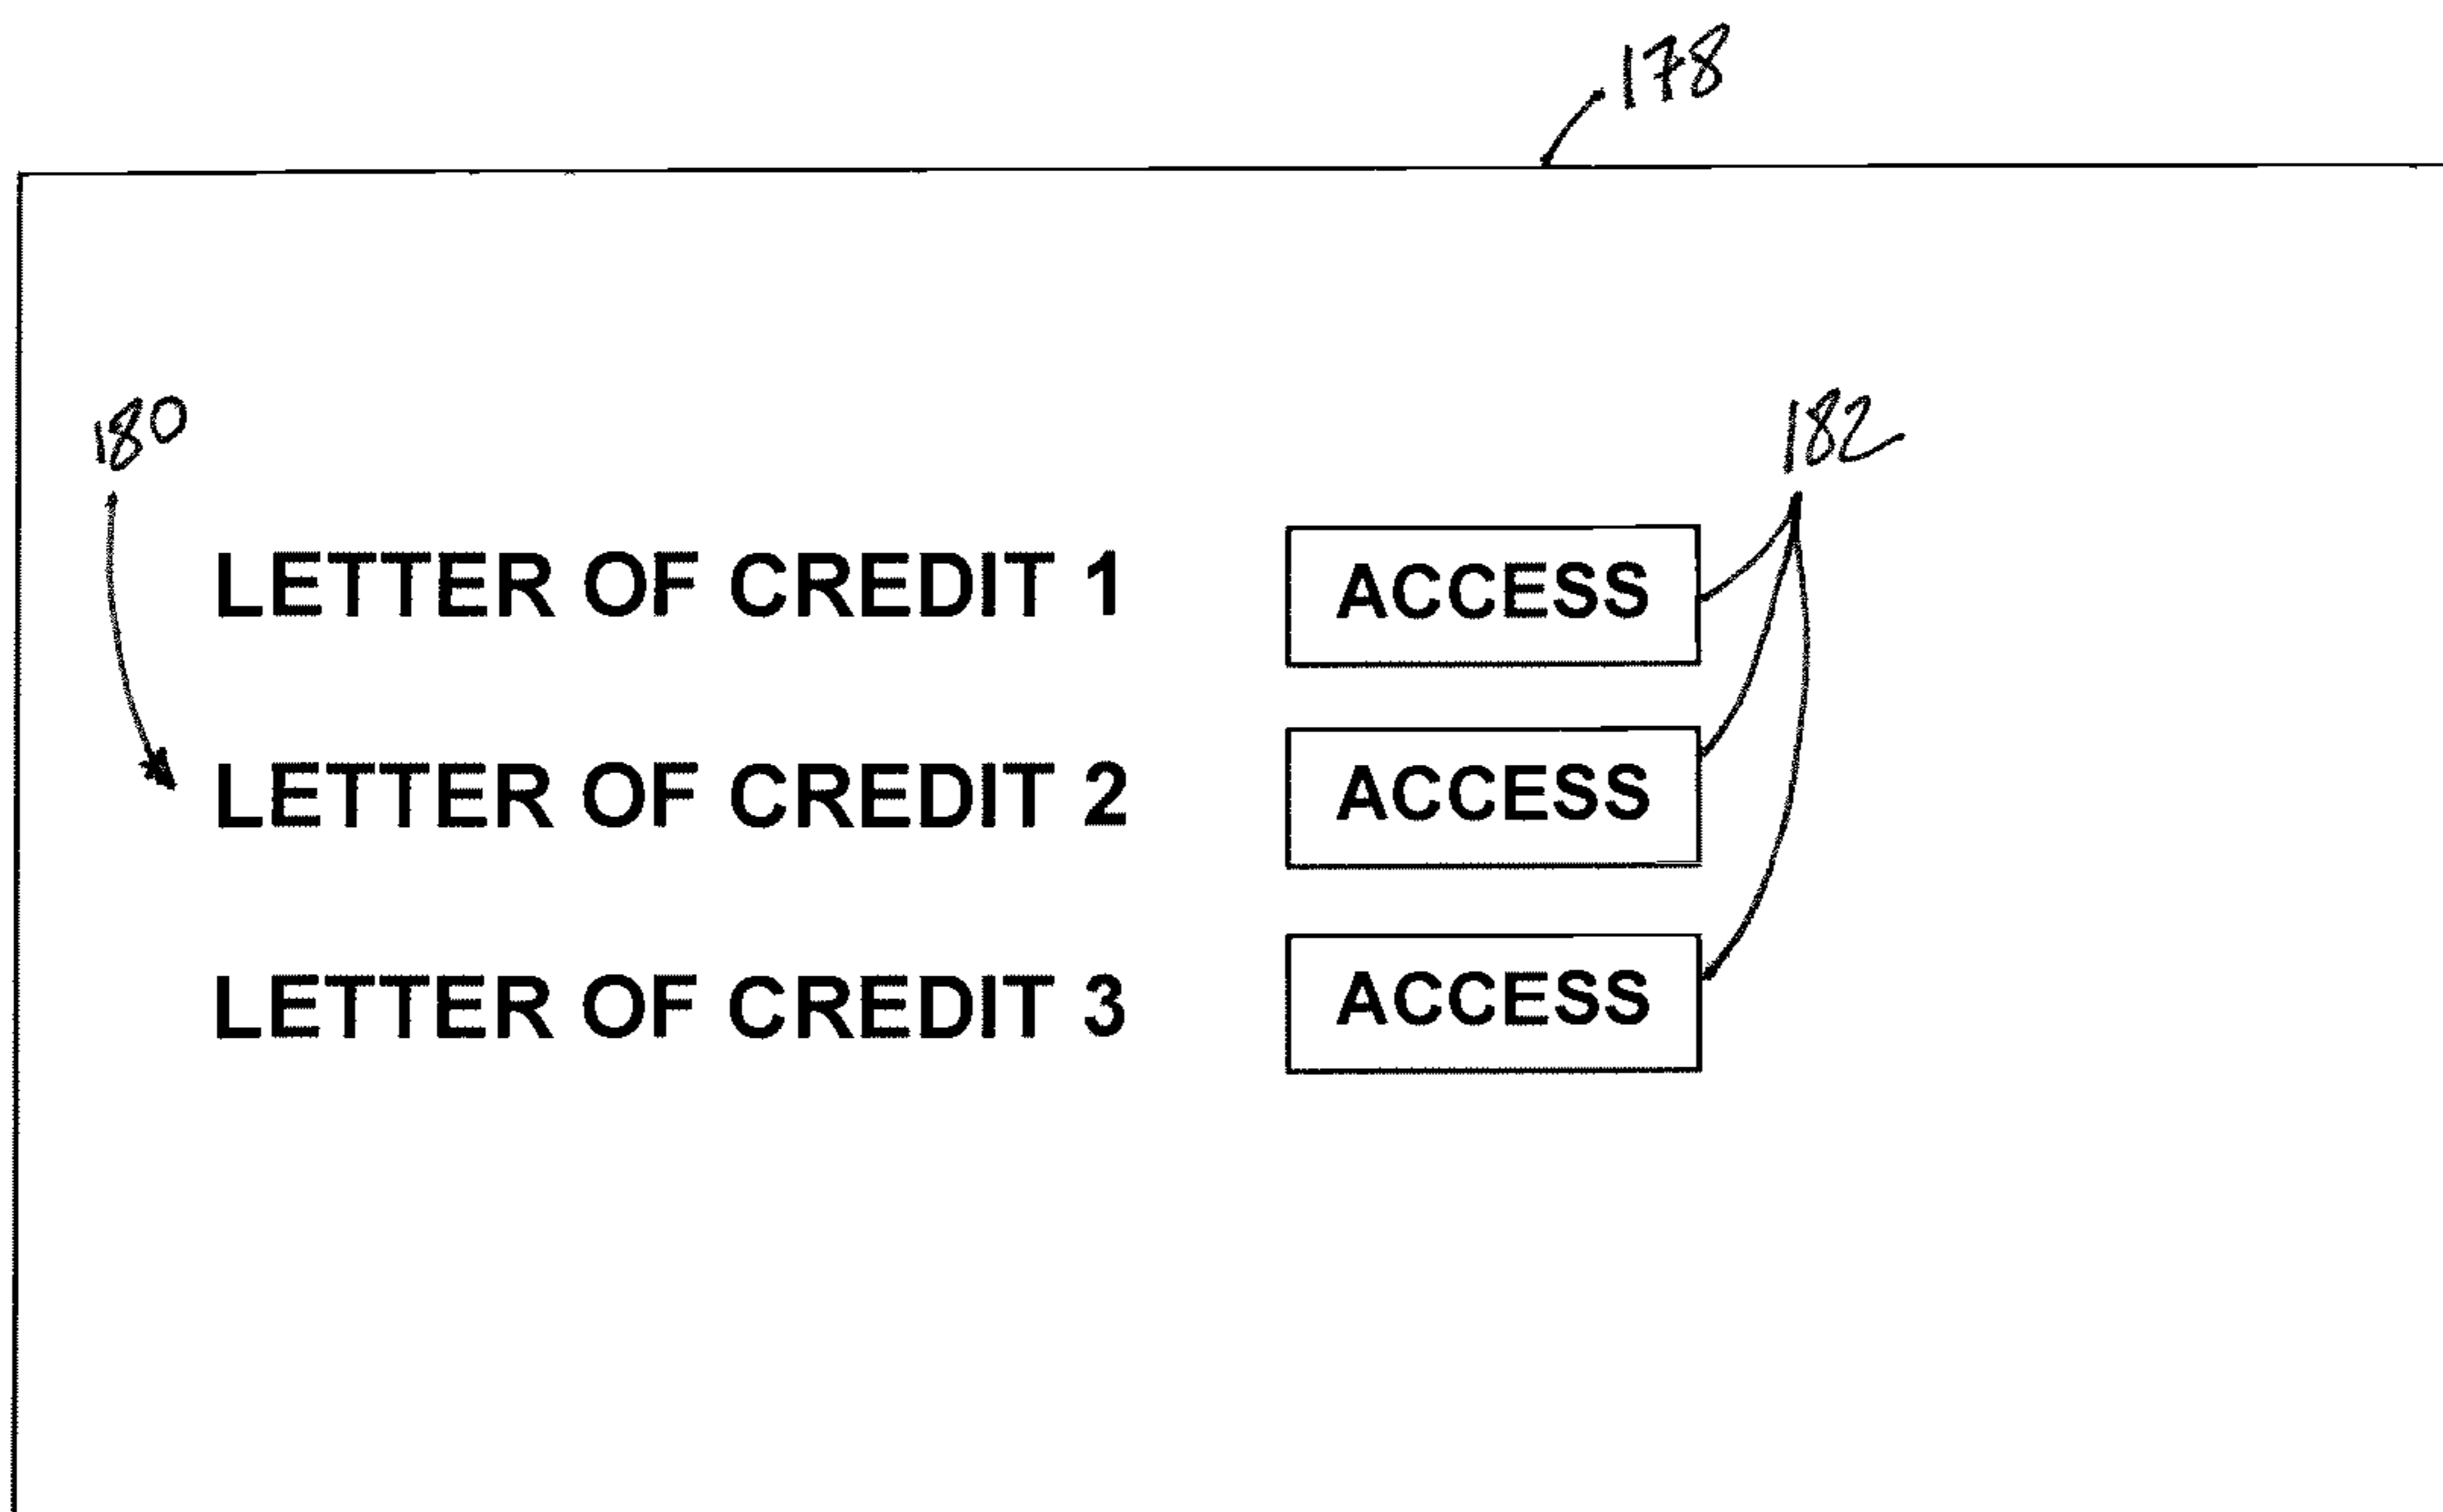 178
180
182
LETTER OF CREDIT 1 ACCESS
LETTER OF CREDIT 2 ACCESS
LETTER OF CREDIT 3 ACCESS